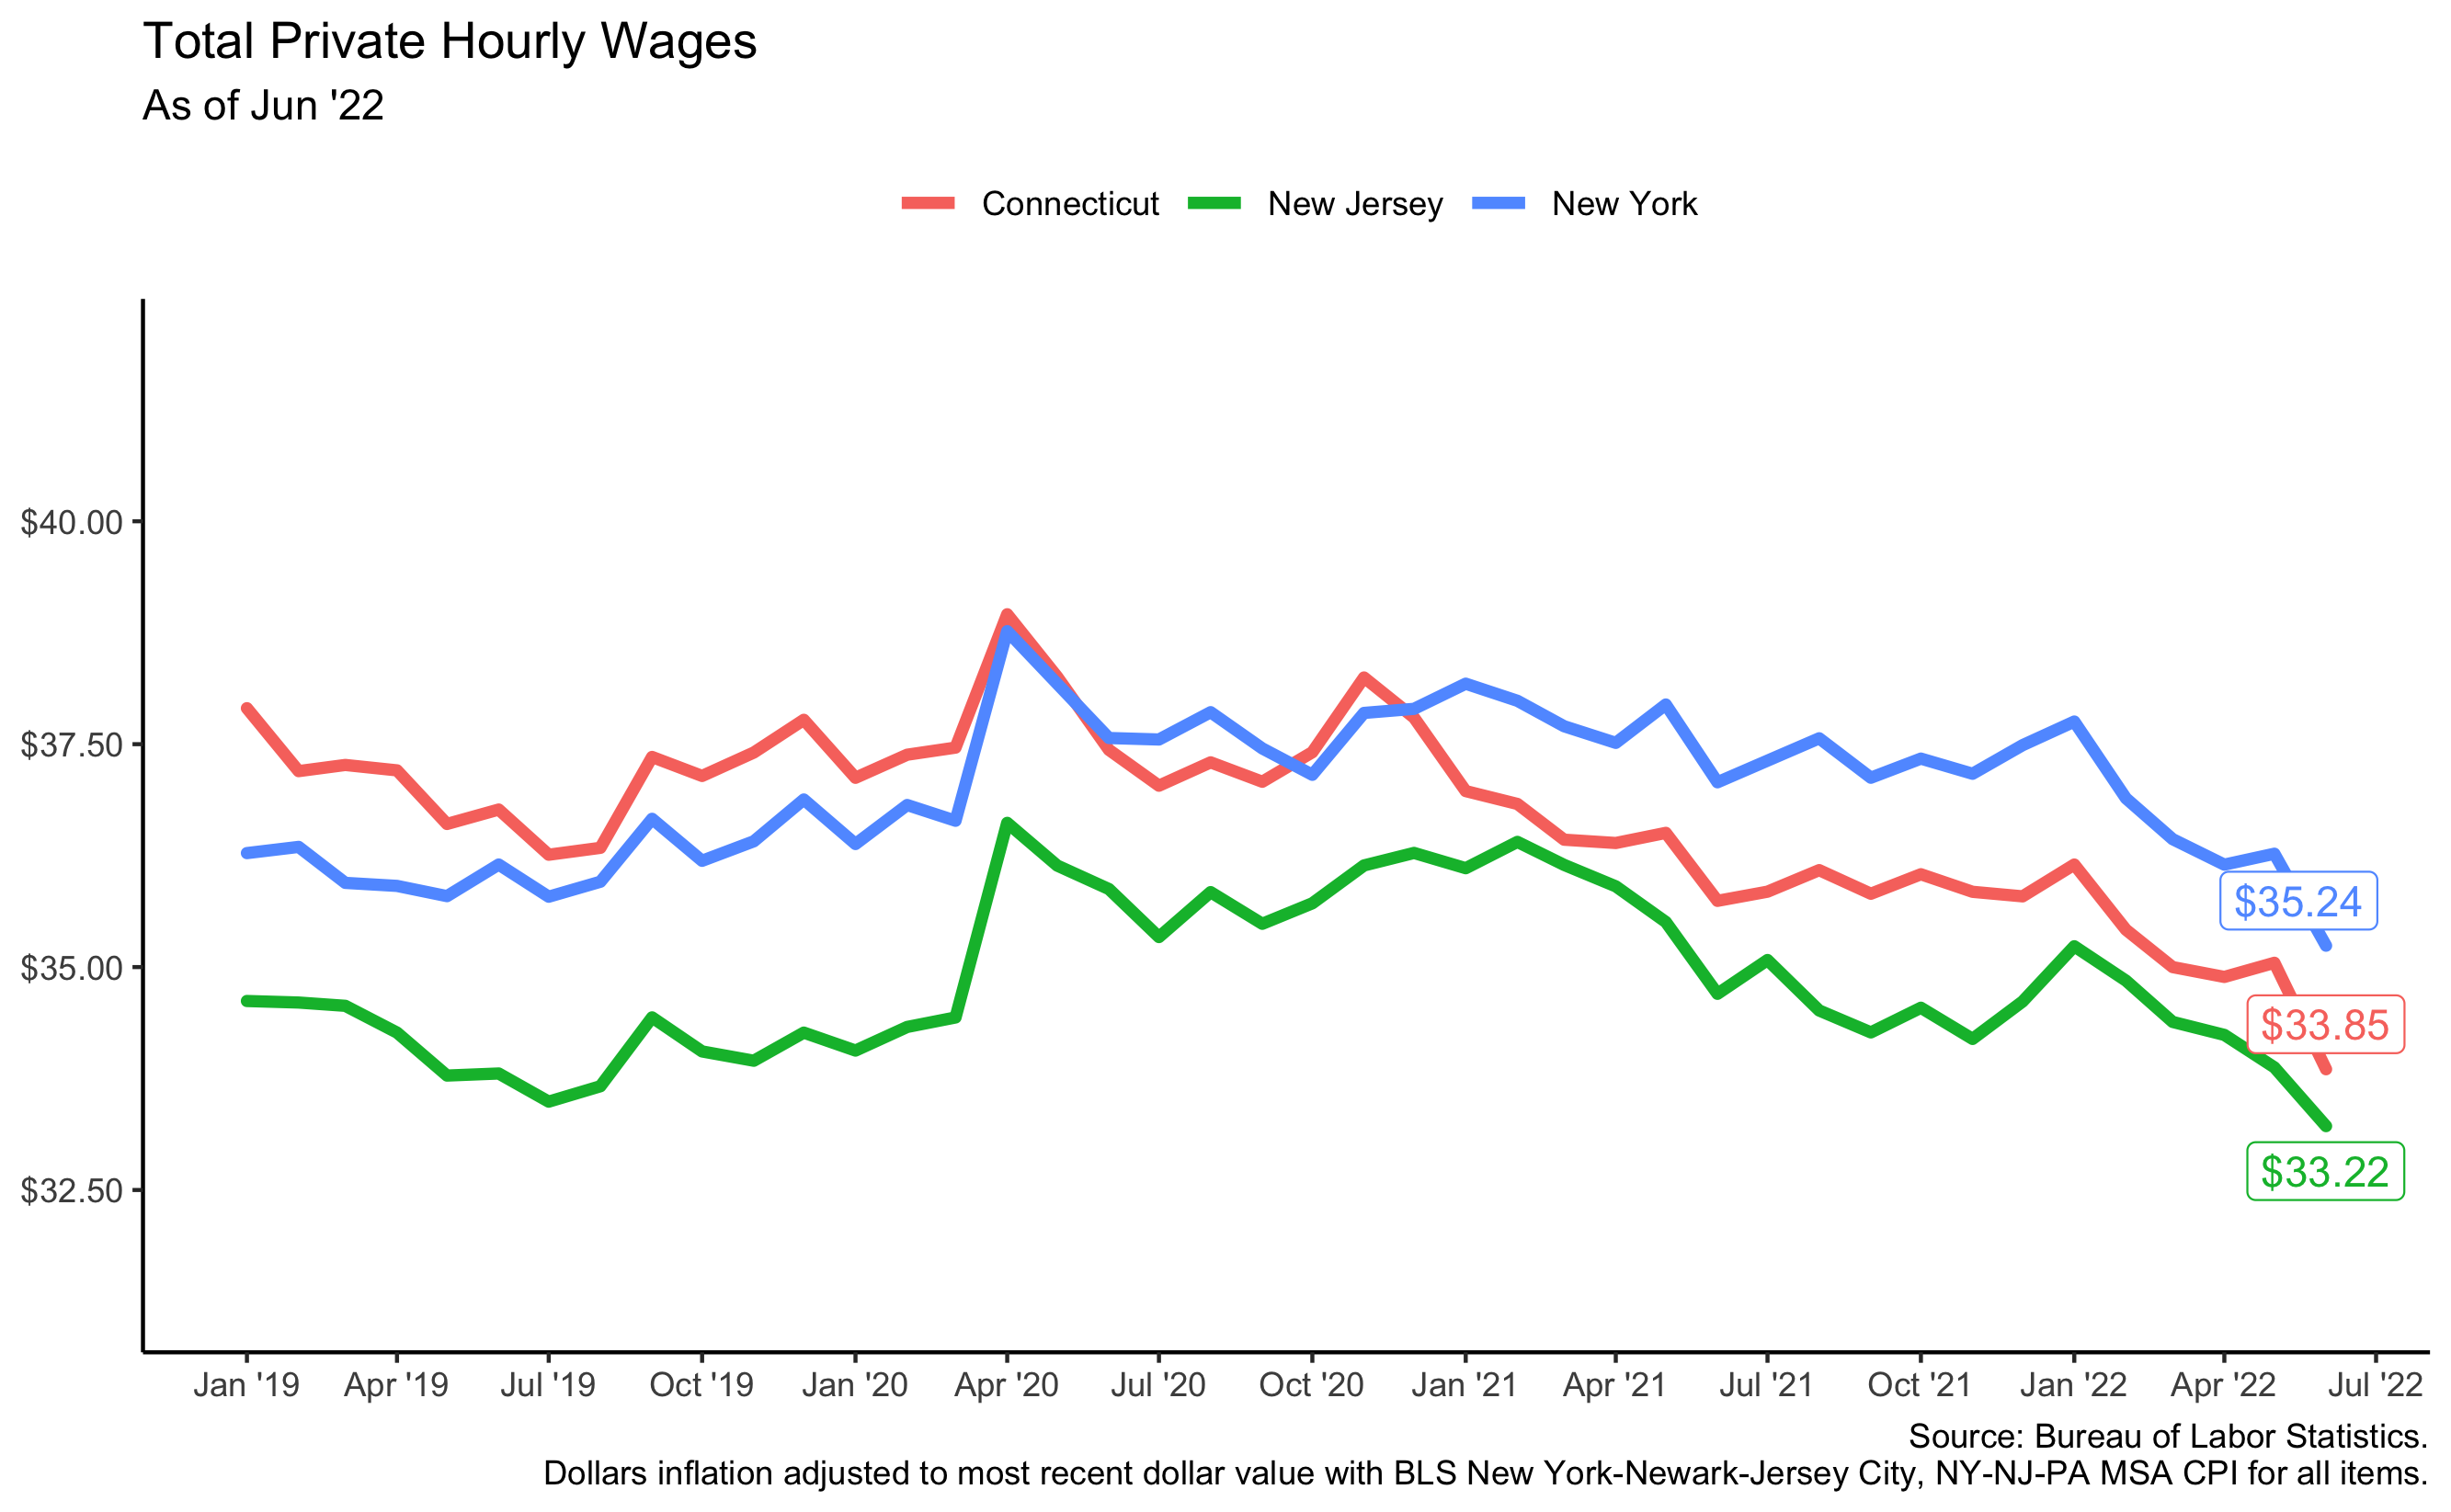 Total Private Hourly Wages
As of Jun '22
Connecticut New Jersey New York
$40.00
$37.50
$35.00
$32.50
$35.24
$33.85
$33.22
Jan '19 Apr '19 Jul '19 Oct '19 Jan '20 Apr '20 Jul '20 Oct '20 Jan '21 Apr '21 Jul '21 Oct '21 Jan '22 Apr '22 Jul '22
Source: Bureau of Labor Statistics.
Dollars inflation adjusted to most recent dollar value with BLS New York-Newark-Jersey City, NY-NJ-PA MSA CPI for all items.